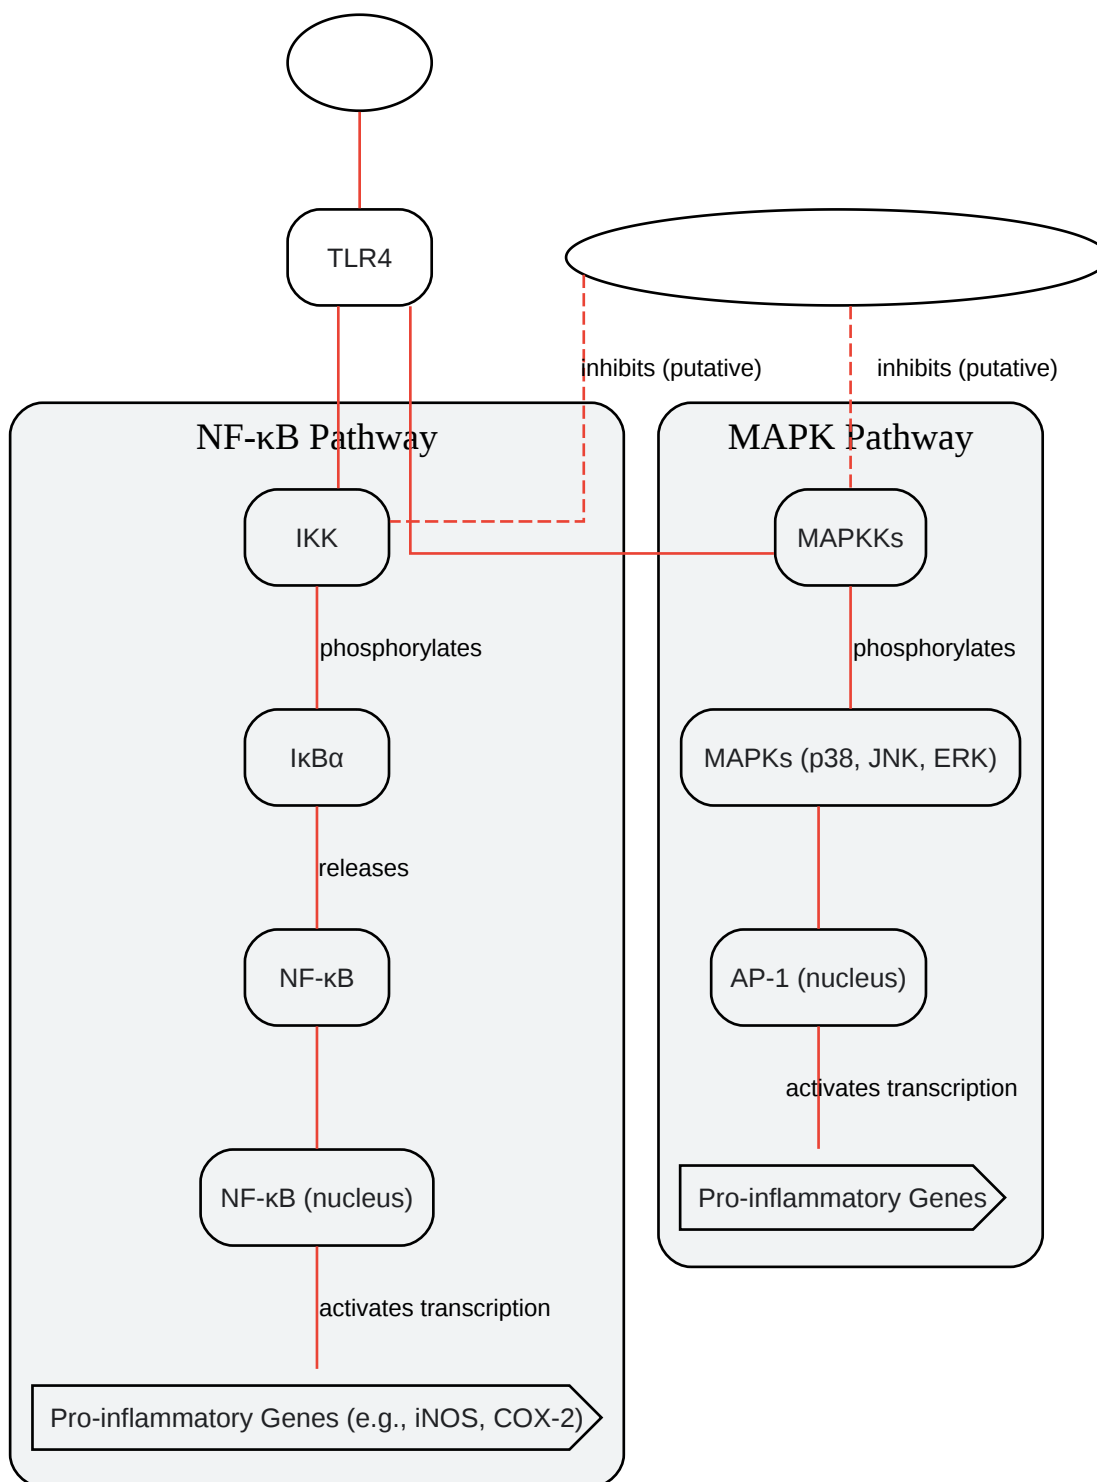 TLR4
inhibits (putative)
inhibits (putative)
NF-κB Pathway
MAPK Pathway
IKK
MAPKKs
phosphorylates
phosphorylates
IκBα
MAPKs (p38, JNK, ERK)
releases
NF-κB
AP-1 (nucleus)
activates transcription
NF-κB (nucleus)
Pro-inflammatory Genes
activates transcription
Pro-inflammatory Genes (e.g., iNOS, COX-2)